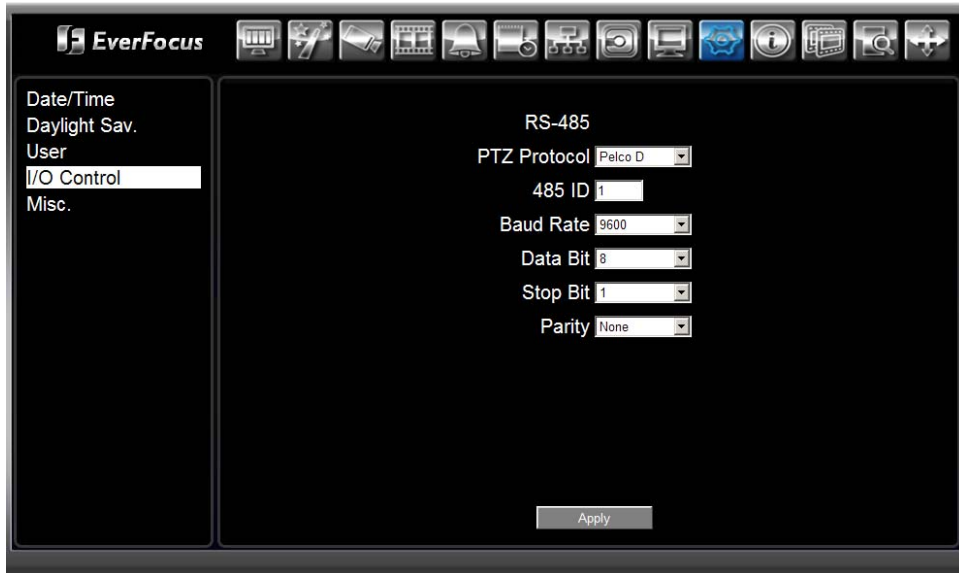 EverFocus
Date/Time
Daylight Sav.
User
I/O Control
Misc.
RS-485
PTZ Protocol Pelco D
485 ID 1
Baud Rate 9600
Data Bit 8
Stop Bit 1
Parity None
Apply